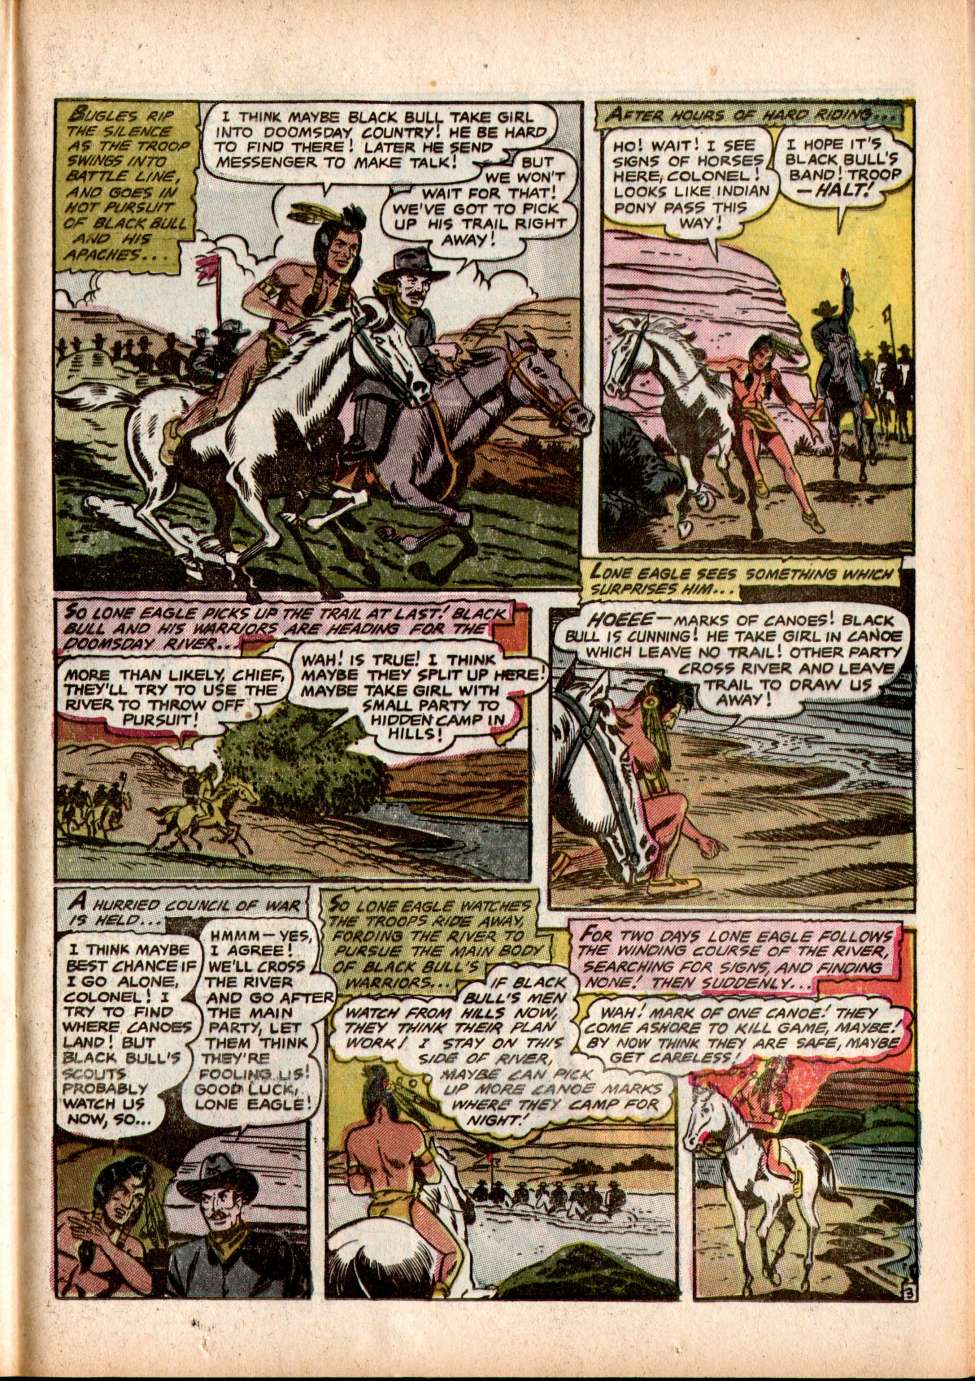 BUGLES RIP
THE SILENCE
AS THE TROOP
SWINGS INTO
BATTLE LINE,
AND GOES IN
HOT PURSUIT
OF BLACK BULL
AND HIS
APACHES...
I THINK MAYBE BLACK BULL TAKE GIRL
INTO DOOMSDAY COUNTRY! HE BE HARD
TO FIND THERE! LATER HE SEND
MESSENGER TO MAKE TALK!
BUT
WE WON'T
WAIT FOR THAT!
WE'VE GOT TO PICK
UP HIS TRAIL RIGHT
AWAY!
AFTER HOURS OF HARD RIDING...
HO! WAIT! I SEE
SIGNS OF HORSES
HERE, COLONEL!
LOOKS LIKE INDIAN
PONY PASS THIS
WAY!
I HOPE IT'S
BLACK BULL'S
BAND! TROOP
—HALT!
SO LONE EAGLE PICKS UP THE TRAIL AT LAST! BLACK
BULL AND HIS WARRIORS ARE HEADING FOR THE
DOOMSDAY RIVER...
MORE THAN LIKELY, CHIEF,
THEY'LL TRY TO USE THE
RIVER TO THROW OFF
PURSUIT!
WAH! IS TRUE! I THINK
MAYBE THEY SPLIT UP HERE!
MAYBE TAKE GIRL WITH
SMALL PARTY TO
HIDDEN CAMP IN
HILLS!
LONE EAGLE SEES SOMETHING WHICH
SURPRISES HIM...
HOEEE—MARKS OF CANOES! BLACK
BULL IS CUNNING! HE TAKE GIRL IN CANOE
WHICH LEAVE NO TRAIL! OTHER PARTY
CROSS RIVER AND LEAVE
TRAIL TO DRAW US
AWAY!
A HURRIED COUNCIL OF WAR
IS HELD...
I THINK MAYBE
BEST CHANCE IF
I GO ALONE,
COLONEL! I
TRY TO FIND
WHERE CANOES
LAND! BUT
BLACK BULL'S
SCOUTS
PROBABLY
WATCH US
NOW, SO...
HMMM—YES,
I AGREE!
WE'LL CROSS
THE RIVER
AND GO AFTER
THE MAIN
PARTY, LET
THEM THINK
THEY'RE
FOOLING US!
GOOD LUCK,
LONE EAGLE!
SO LONE EAGLE WATCHES
THE TROOPS RIDE AWAY,
FORDING THE RIVER TO
PURSUE THE MAIN BODY
OF BLACK BULL'S
WARRIORS...
IF BLACK
BULL'S MEN
WATCH FROM HILLS NOW,
THEY THINK THEIR PLAN
WORK! I STAY ON THIS
SIDE OF RIVER,
MAYBE CAN PICK
UP MORE CANOE MARKS
WHERE THEY CAMP FOR
NIGHT!
FOR TWO DAYS LONE EAGLE FOLLOWS
THE WINDING COURSE OF THE RIVER,
SEARCHING FOR SIGNS, AND FINDING
NONE! THEN SUDDENLY...
WAH! MARK OF ONE CANOE! THEY
COME ASHORE TO KILL GAME, MAYBE!
BY NOW THINK THEY ARE SAFE, MAYBE
GET CARELESS!
3